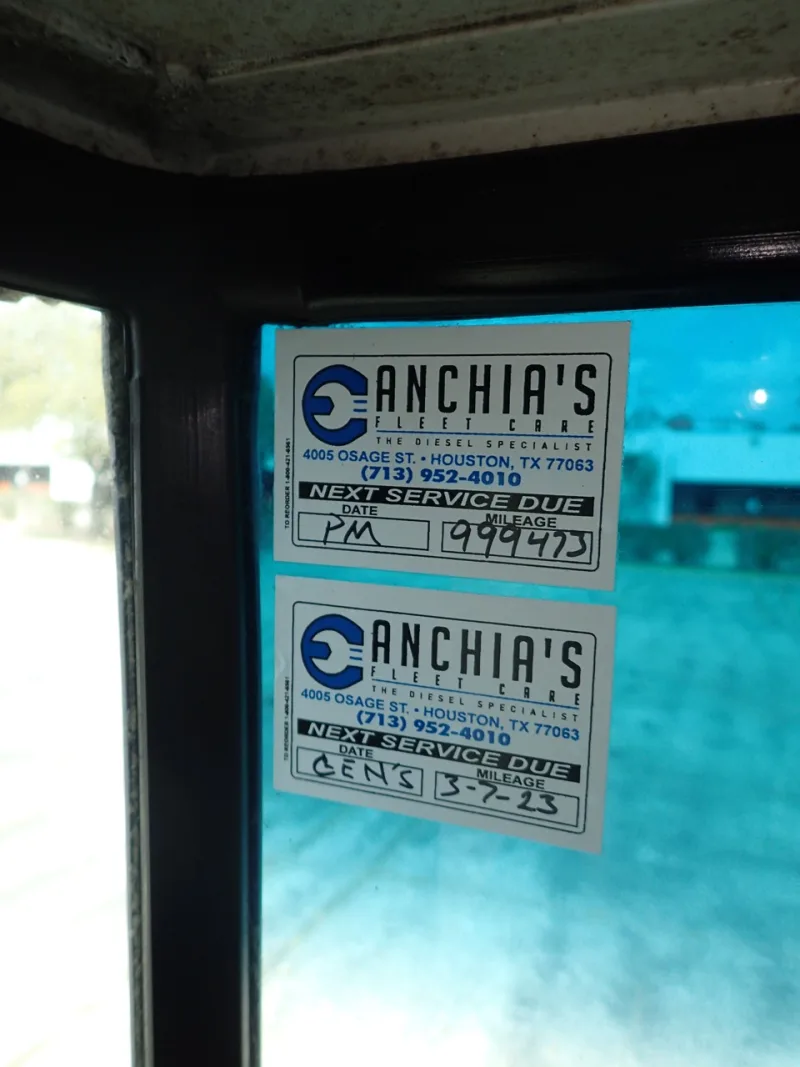 ANCHIA'S
FLEET CARE
THE DIESEL SPECIALIST
4005 OSAGE ST. • HOUSTON, TX 77063
(713) 952-4010
NEXT SERVICE DUE
DATE MILEAGE
PM 999473
ANCHIA'S
FLEET CARE
THE DIESEL SPECIALIST
4005 OSAGE ST. • HOUSTON, TX 77063
(713) 952-4010
NEXT SERVICE DUE
DATE MILEAGE
GEN'S 3-7-23